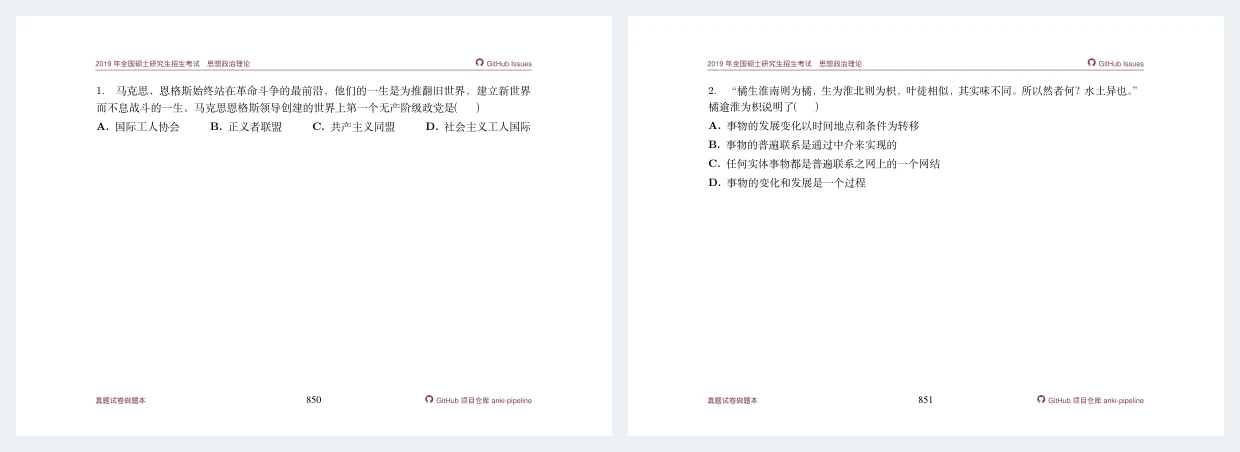 2019 年全国硕士研究生招生考试 思想政治理论 GitHub Issues
1. 马克思、恩格斯始终站在革命斗争的最前沿，他们的一生是为推翻旧世界，建立新世界
而不息战斗的一生。马克思恩格斯领导创建的世界上第一个无产阶级政党是( )
A. 国际工人协会 B. 正义者联盟 C. 共产主义同盟 D. 社会主义工人国际
真题试卷做题本 850 GitHub 项目仓库 anki-pipeline
2019 年全国硕士研究生招生考试 思想政治理论 GitHub Issues
2. “橘生淮南则为橘，生为淮北则为枳，叶徒相似，其实味不同。所以然者何？水土异也。”
橘逾淮为枳说明了( )
A. 事物的发展变化以时间地点和条件为转移
B. 事物的普遍联系是通过中介来实现的
C. 任何实体事物都是普遍联系之网上的一个网结
D. 事物的变化和发展是一个过程
真题试卷做题本 851 GitHub 项目仓库 anki-pipeline